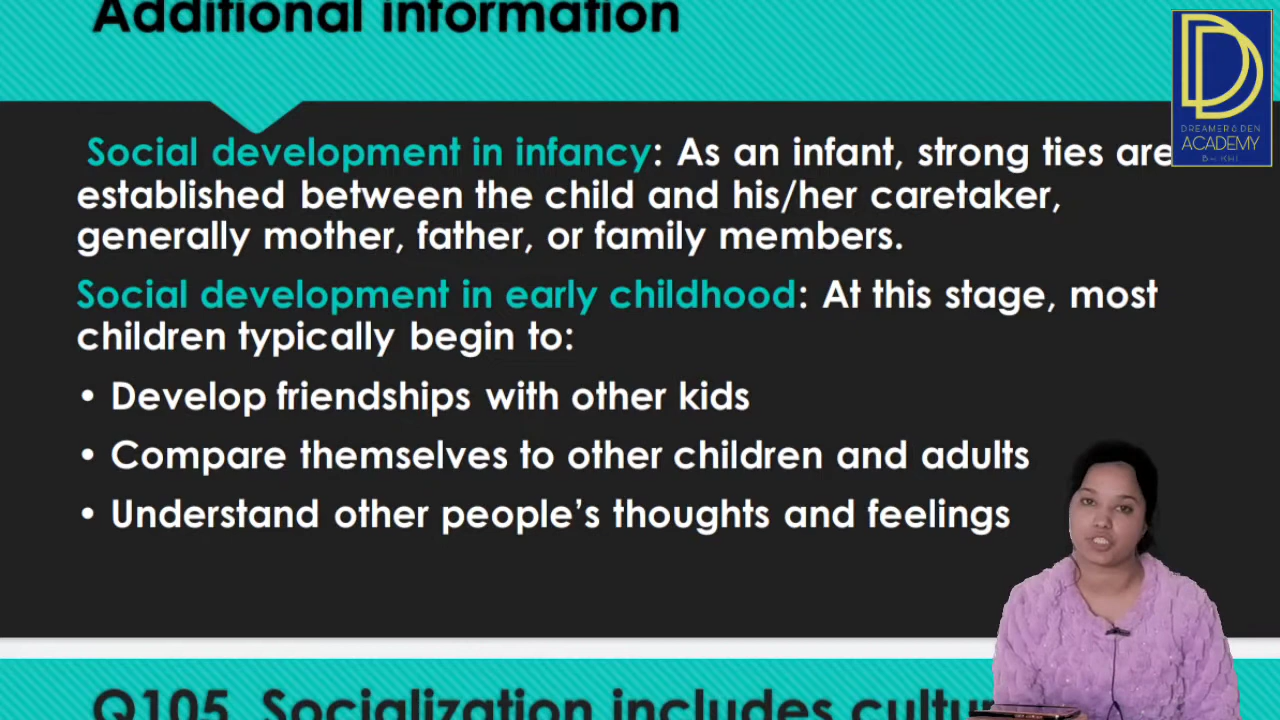 Additional information
Social development in infancy: As an infant, strong ties are
established between the child and his/her caretaker,
generally mother, father, or family members.
Social development in early childhood: At this stage, most
children typically begin to:
• Develop friendships with other kids
• Compare themselves to other children and adults
• Understand other people's thoughts and feelings
Q105. Socialization includes
DREAMERS DEN
ACADEMY